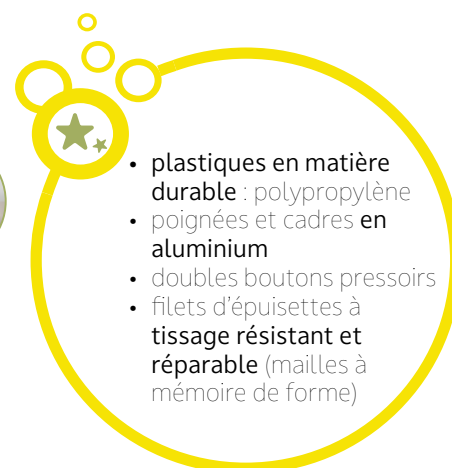 • plastiques en matière
durable : polypropylène
• poignées et cadres en
aluminium
• doubles boutons pressoirs
• filets d'épuisettes à
tissage résistant et
réparable (mailles à
mémoire de forme)